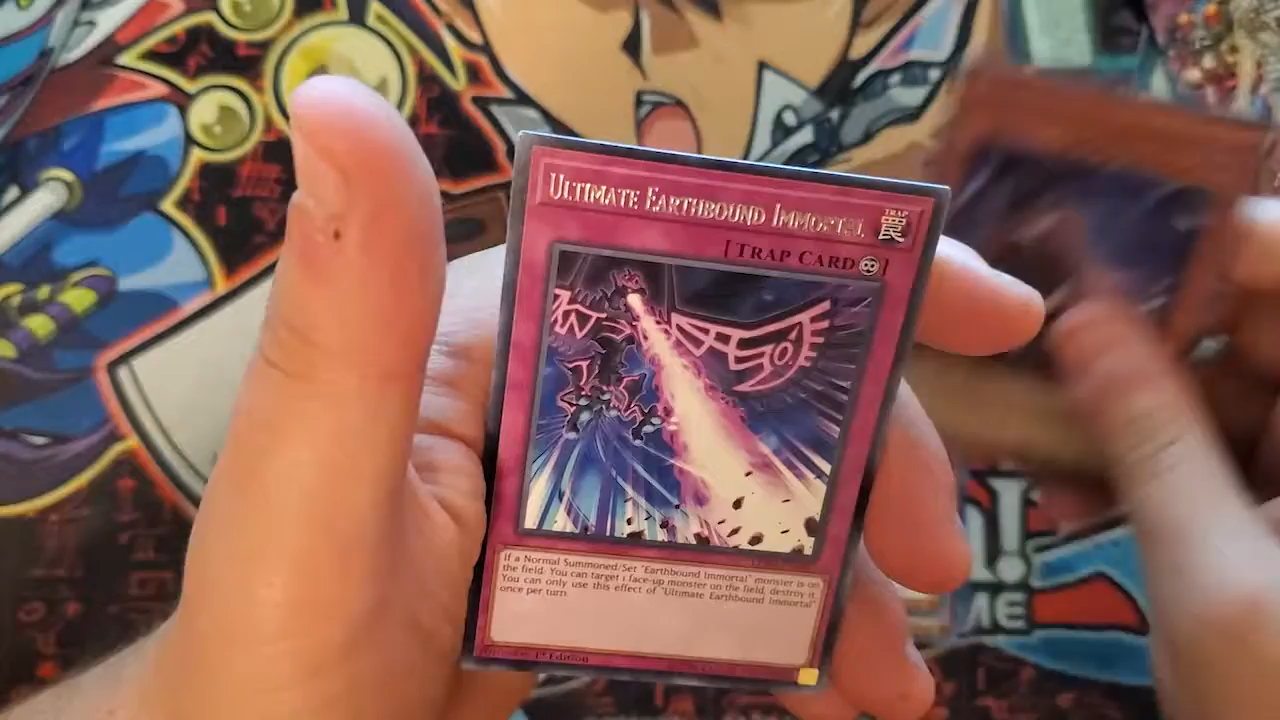 ULTIMATE EARTHBOUND IMMORTAL
TRAP
罠
[TRAP CARD♾]
If a Normal Summoned/Set "Earthbound Immortal" monster is on
the field: You can target 1 face-up monster on the field; destroy it.
You can only use this effect of "Ultimate Earthbound Immortal"
once per turn.
1st Edition
ME